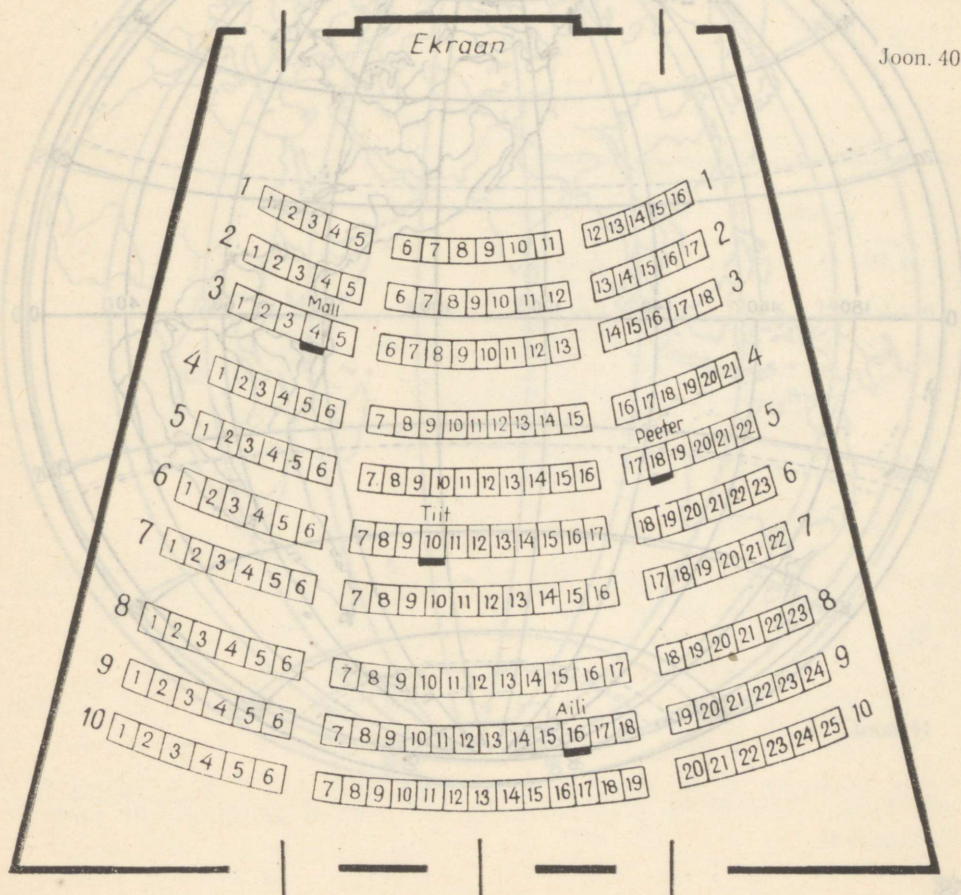 Ekraan
Joon. 40
1 1 2 3 4 5 6 7 8 9 10 11 12 13 14 15 16 1
2 1 2 3 4 5 6 7 8 9 10 11 12 13 14 15 16 17 2
Mall
3 1 2 3 4 5 6 7 8 9 10 11 12 13 14 15 16 17 18 3
4 1 2 3 4 5 6 7 8 9 10 11 12 13 14 15 16 17 18 19 20 21 4
Peeter
5 1 2 3 4 5 6 7 8 9 10 11 12 13 14 15 16 17 18 19 20 21 22 5
Tiit
6 1 2 3 4 5 6 7 8 9 10 11 12 13 14 15 16 17 18 19 20 21 22 23 6
7 1 2 3 4 5 6 7 8 9 10 11 12 13 14 15 16 17 18 19 20 21 22 7
8 1 2 3 4 5 6 7 8 9 10 11 12 13 14 15 16 17 18 19 20 21 22 23 8
Aili
9 1 2 3 4 5 6 7 8 9 10 11 12 13 14 15 16 17 18 19 20 21 22 23 24 9
10 1 2 3 4 5 6 7 8 9 10 11 12 13 14 15 16 17 18 19 20 21 22 23 24 25 10